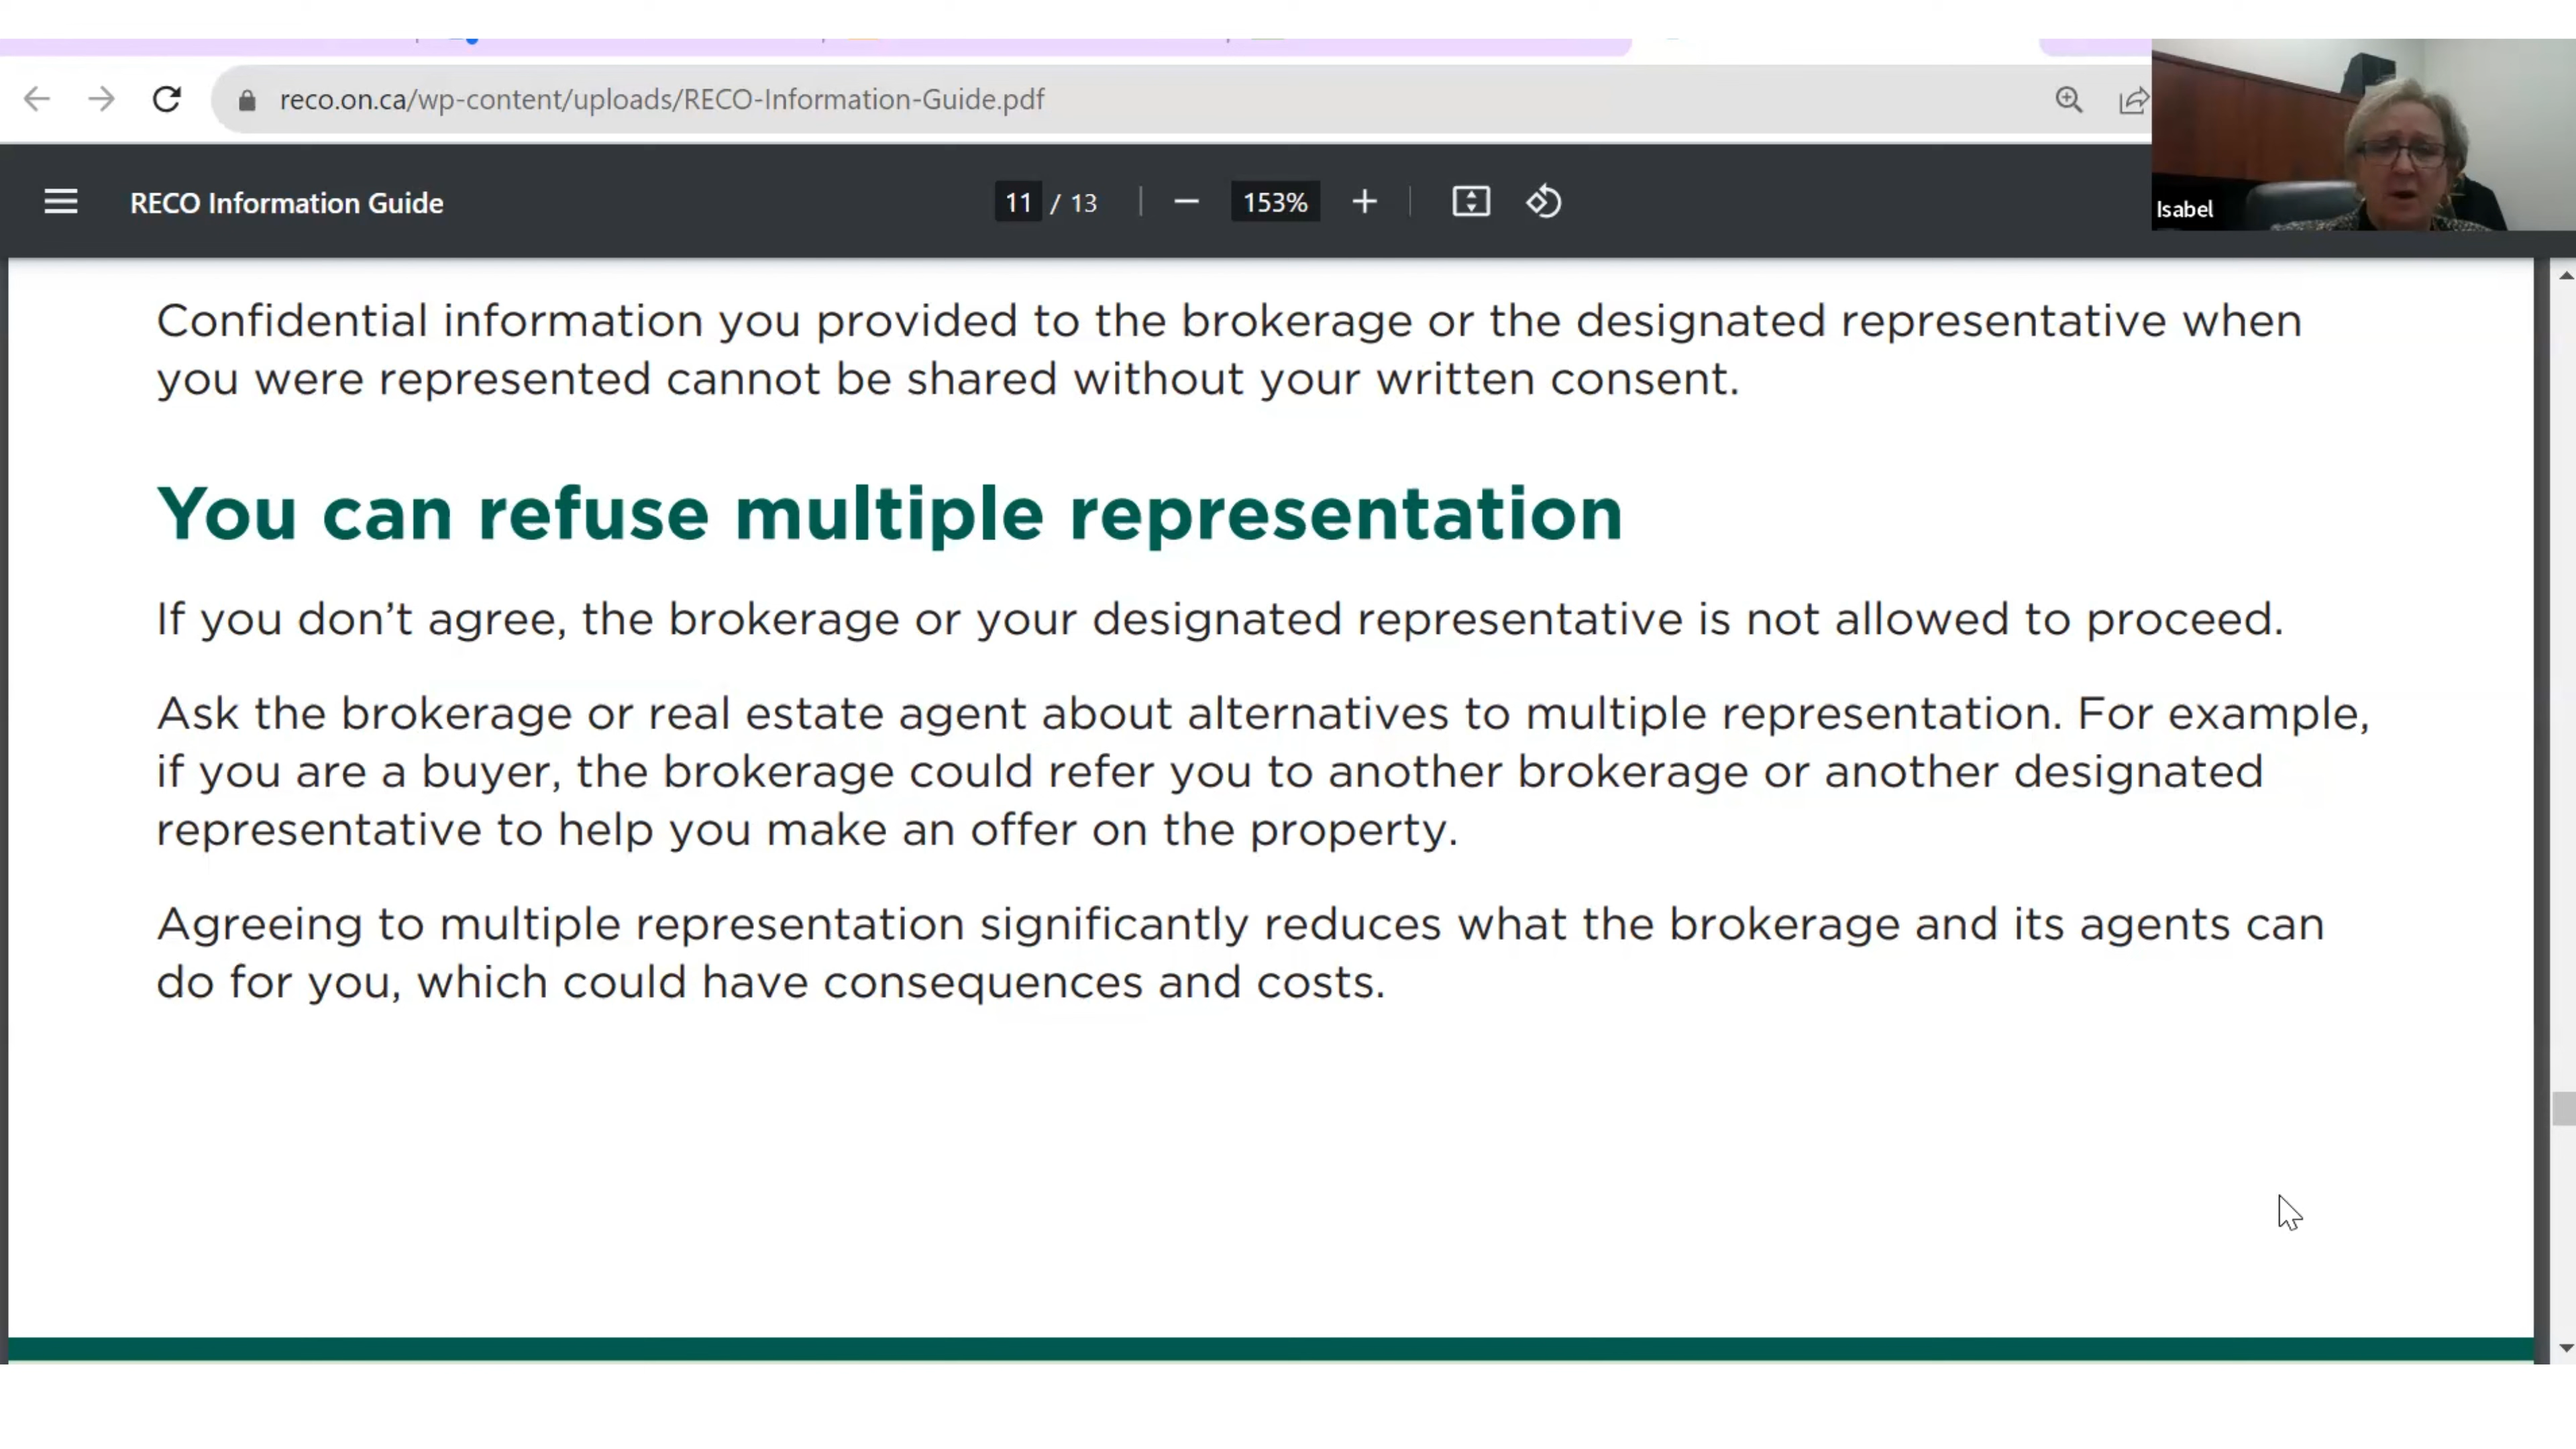 reco.on.ca/wp-content/uploads/RECO-Information-Guide.pdf
RECO Information Guide
11 / 13
153%
Isabel
Confidential information you provided to the brokerage or the designated representative when
you were represented cannot be shared without your written consent.
You can refuse multiple representation
If you don’t agree, the brokerage or your designated representative is not allowed to proceed.
Ask the brokerage or real estate agent about alternatives to multiple representation. For example,
if you are a buyer, the brokerage could refer you to another brokerage or another designated
representative to help you make an offer on the property.
Agreeing to multiple representation significantly reduces what the brokerage and its agents can
do for you, which could have consequences and costs.